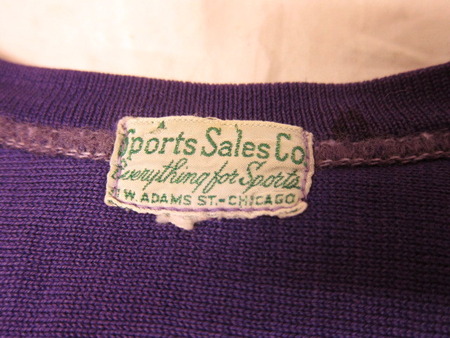 Sports Sales Co
Everything for Sports
W. ADAMS ST.-CHICAGO